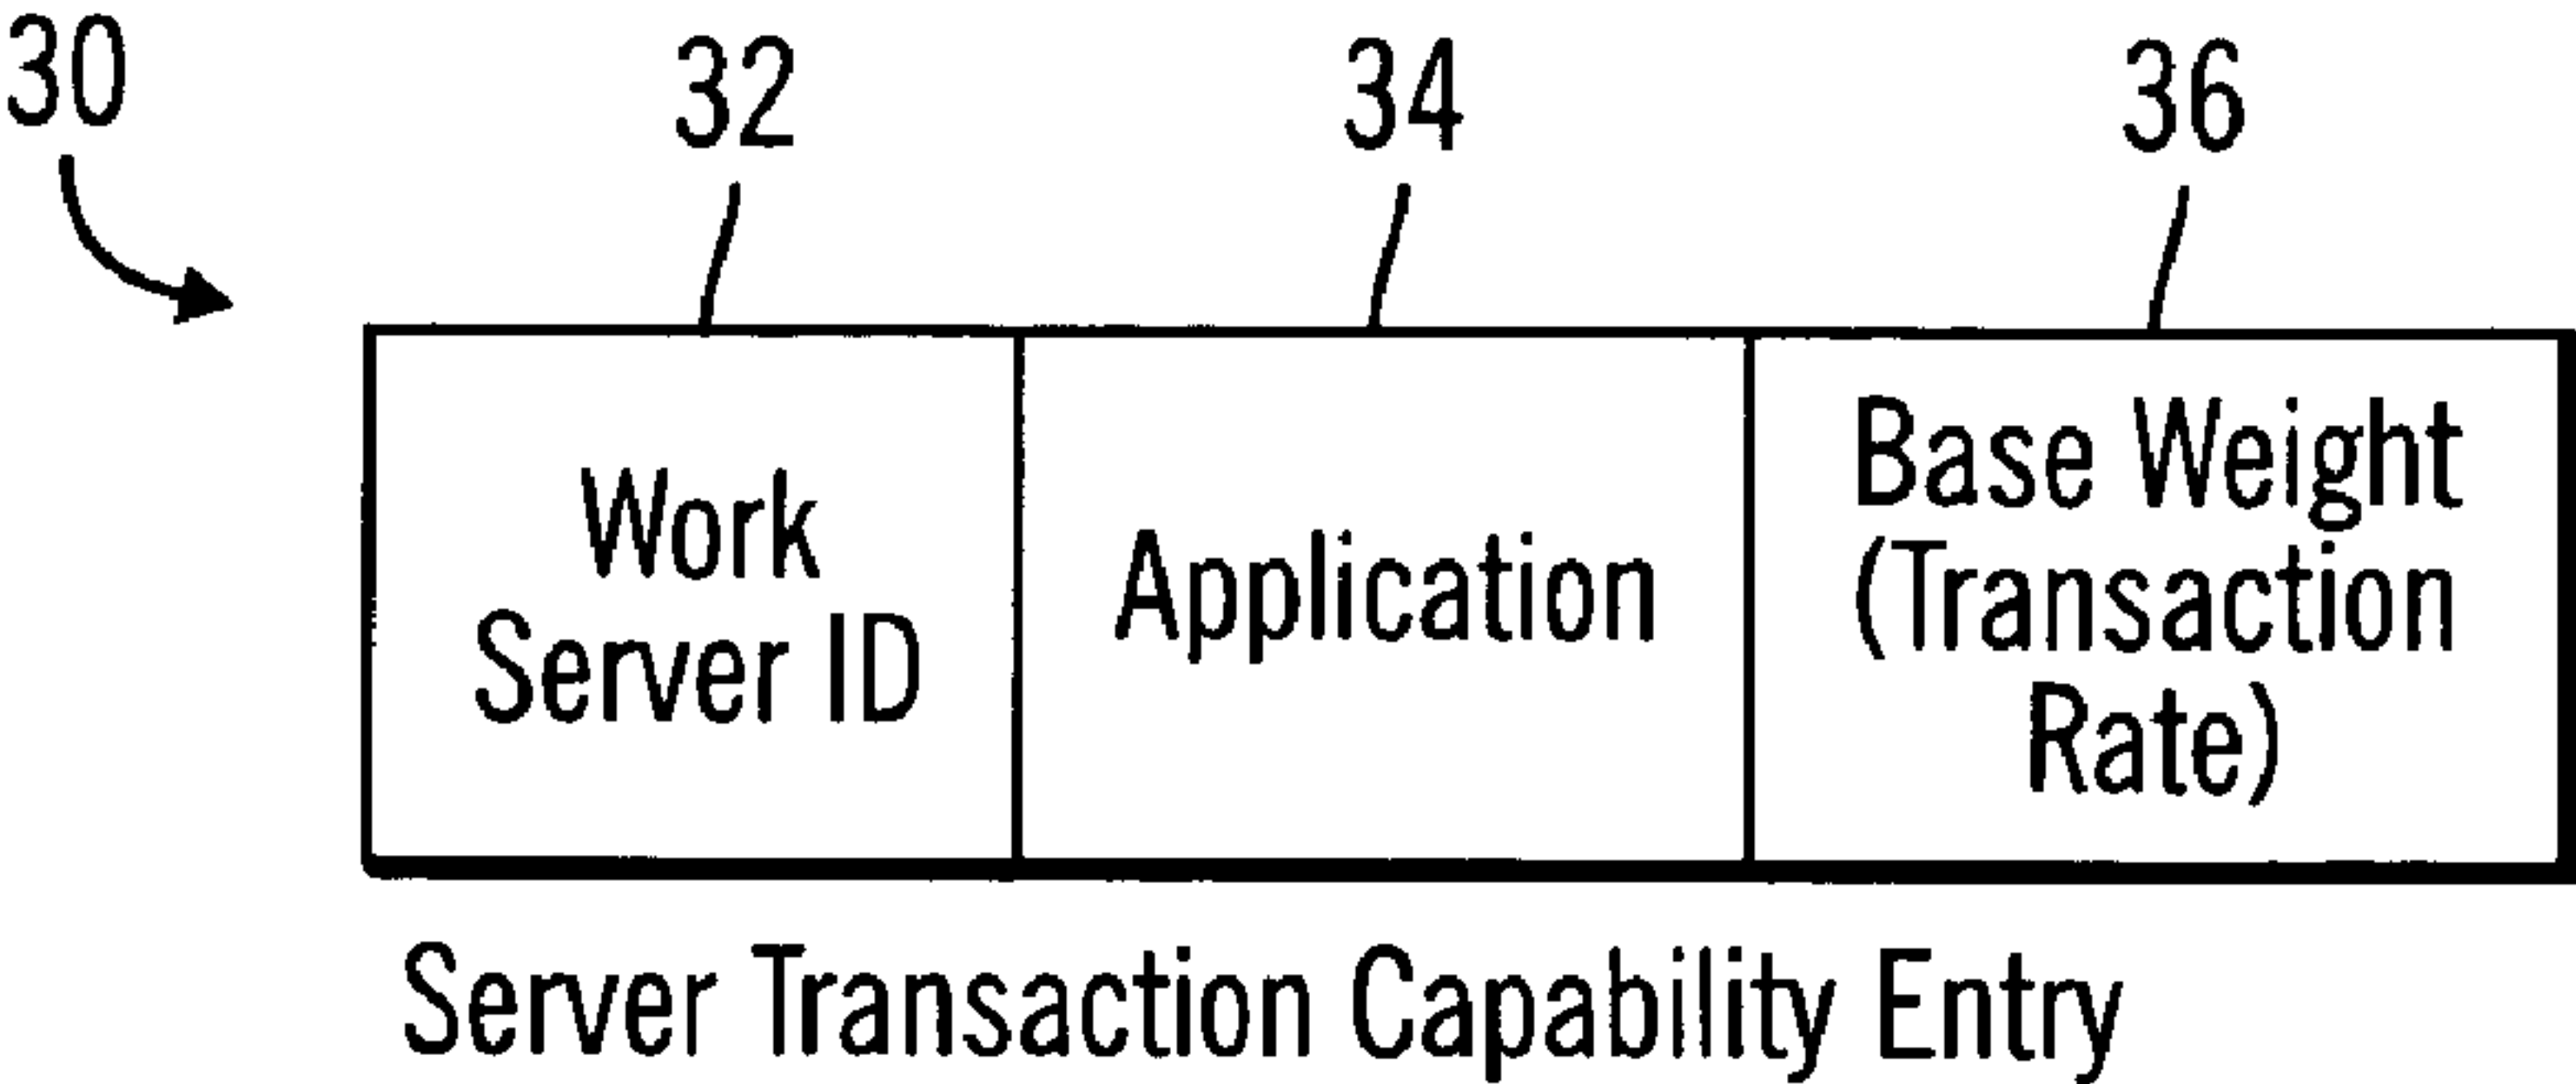 30
32
34
36
Work
Server ID
Application
Base Weight
(Transaction
Rate)
Server Transaction Capability Entry